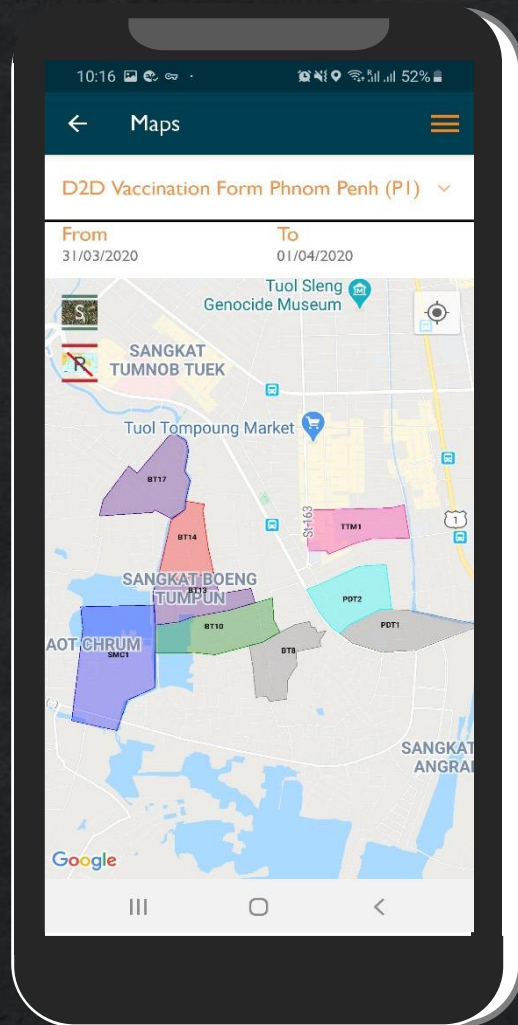 10:16
52%
Maps
D2D Vaccination Form Phnom Penh (P1)
From
To
31/03/2020
01/04/2020
S
R
Tuol Sleng
Genocide Museum
SANGKAT
TUMNOB TUEK
Tuol Tompoung Market
BT17
St 163
TTM1
1
BT14
SANGKAT BOENG
TUMPUN
BT13
PDT2
BT10
PDT1
AOT CHRUM
SMC1
BT8
SANGKAT
ANGRA
Google